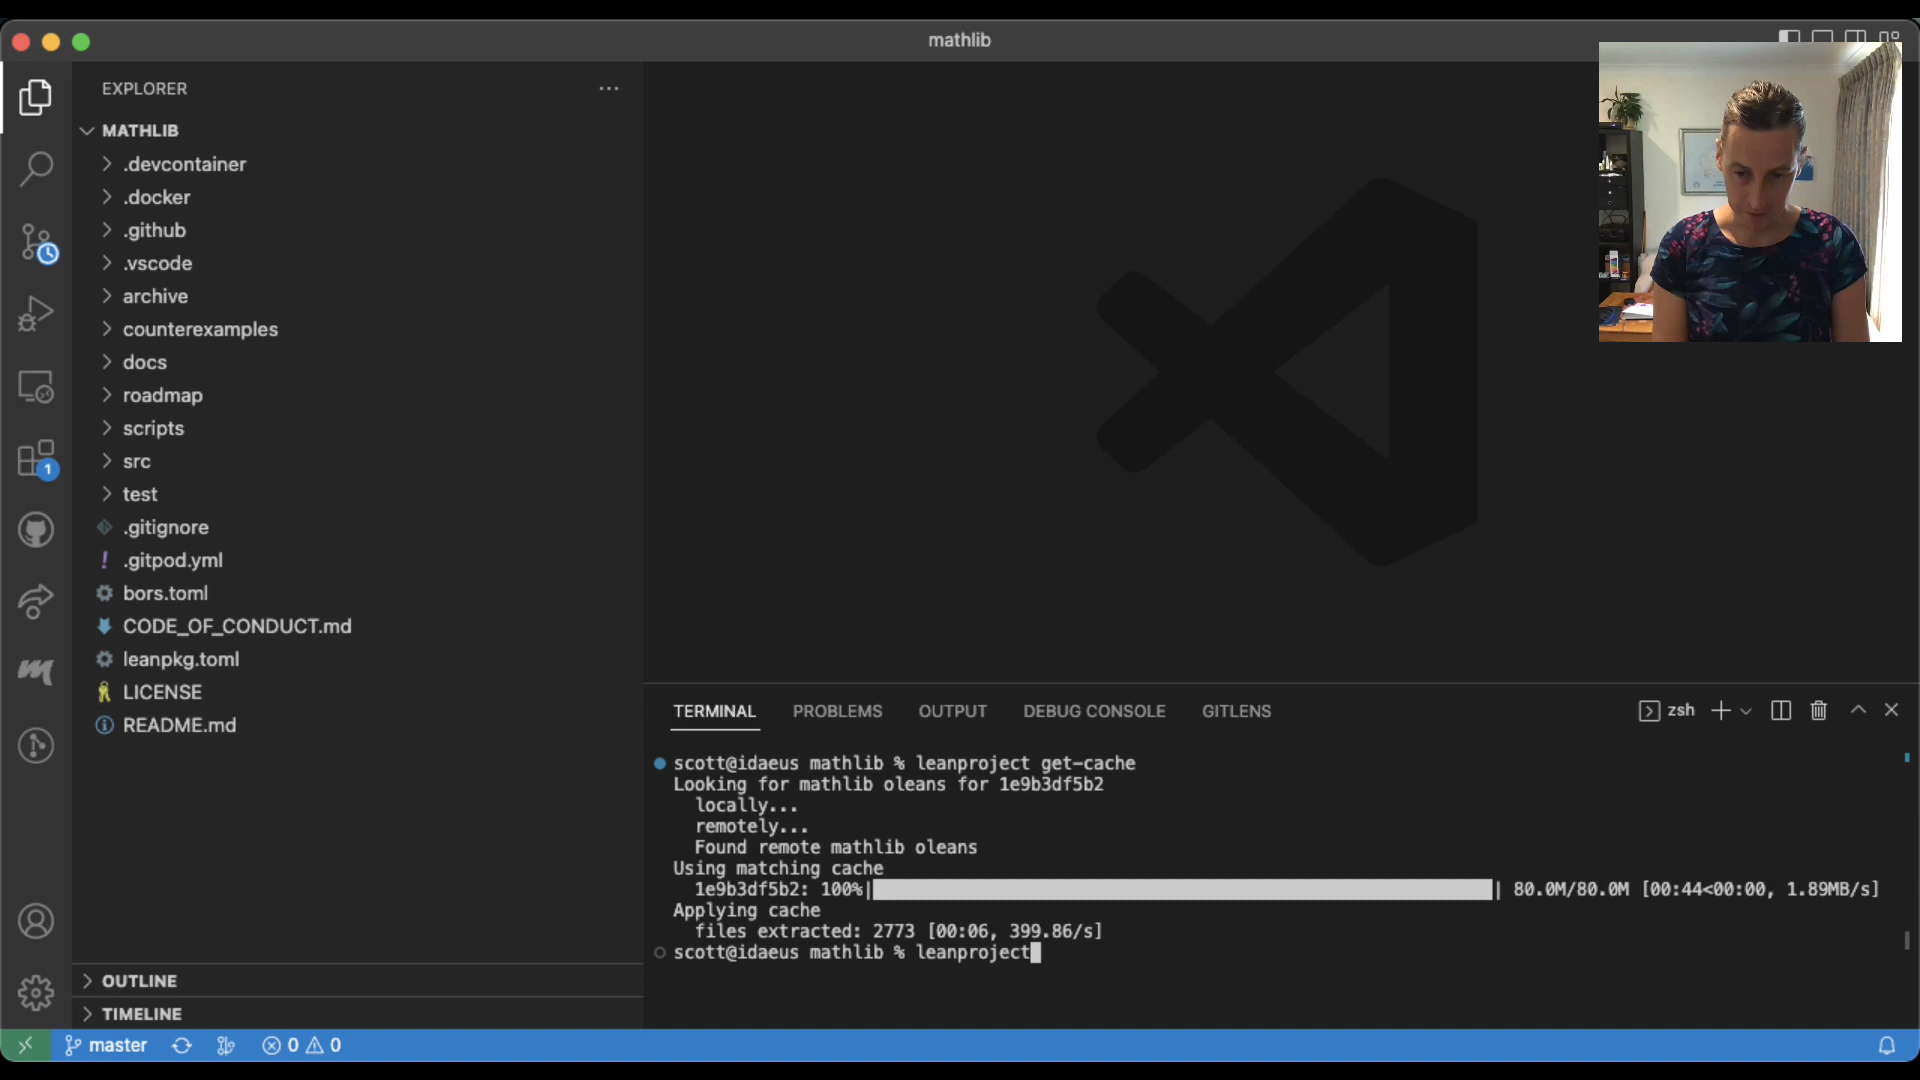 mathlib
EXPLORER
MATHLIB
.devcontainer
.docker
.github
.vscode
archive
counterexamples
docs
roadmap
scripts
src
test
.gitignore
.gitpod.yml
bors.toml
CODE_OF_CONDUCT.md
leanpkg.toml
LICENSE
README.md
OUTLINE
TIMELINE
1
TERMINAL PROBLEMS OUTPUT DEBUG CONSOLE GITLENS zsh
scott@idaeus mathlib % leanproject get-cache
Looking for mathlib oleans for 1e9b3df5b2
locally...
remotely...
Found remote mathlib oleans
Using matching cache
1e9b3df5b2: 100%| | 80.0M/80.0M [00:44<00:00, 1.89MB/s]
Applying cache
files extracted: 2773 [00:06, 399.86/s]
scott@idaeus mathlib % leanproject
master 0 0